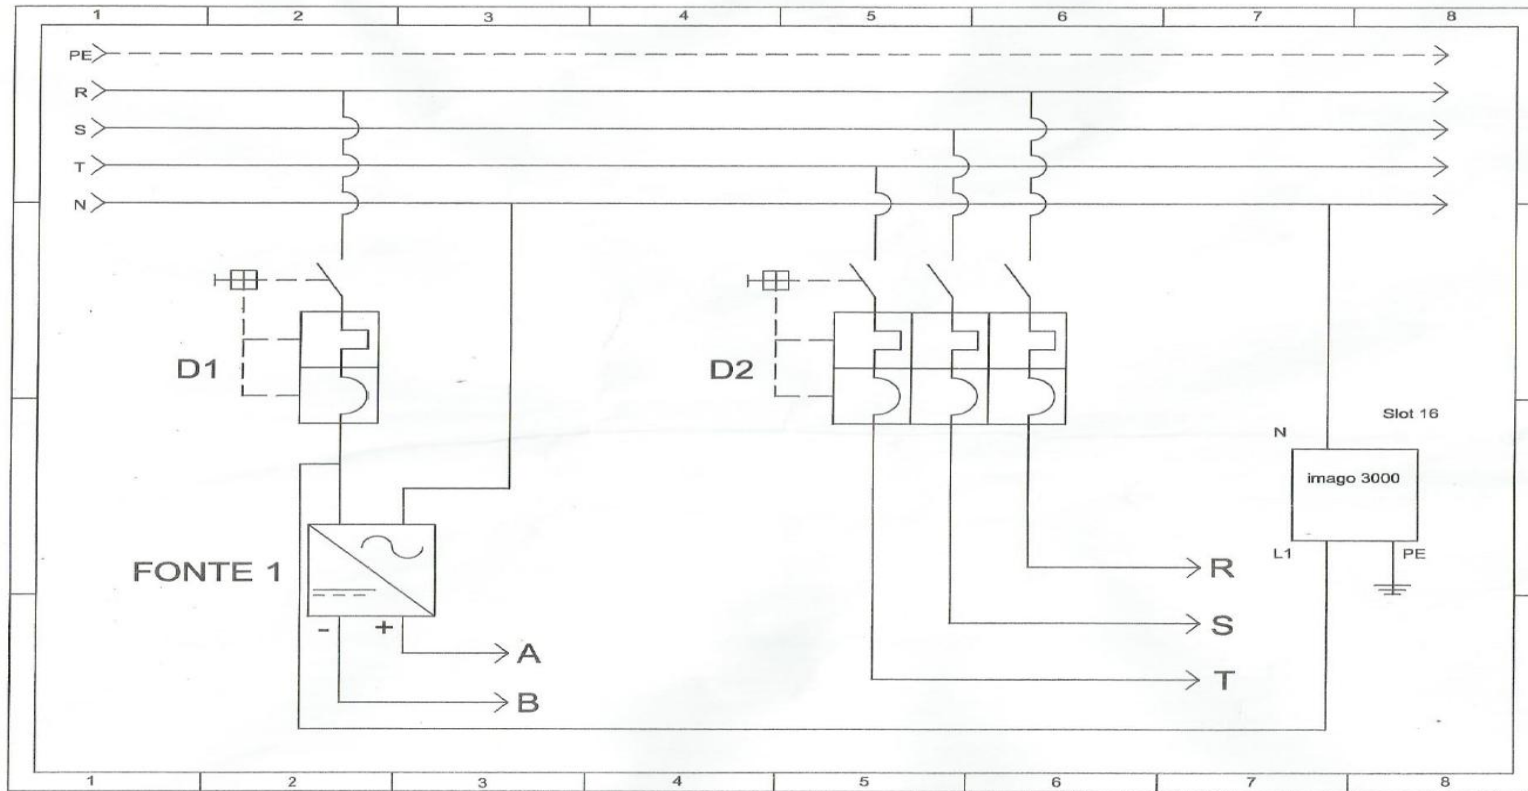 1 2 3 4 5 6 7 8
PE
R
S
T
N
D1
D2
Slot 16
N
imago 3000
L1
PE
FONTE 1
- +
R
A
S
B
T
1 2 3 4 5 6 7 8